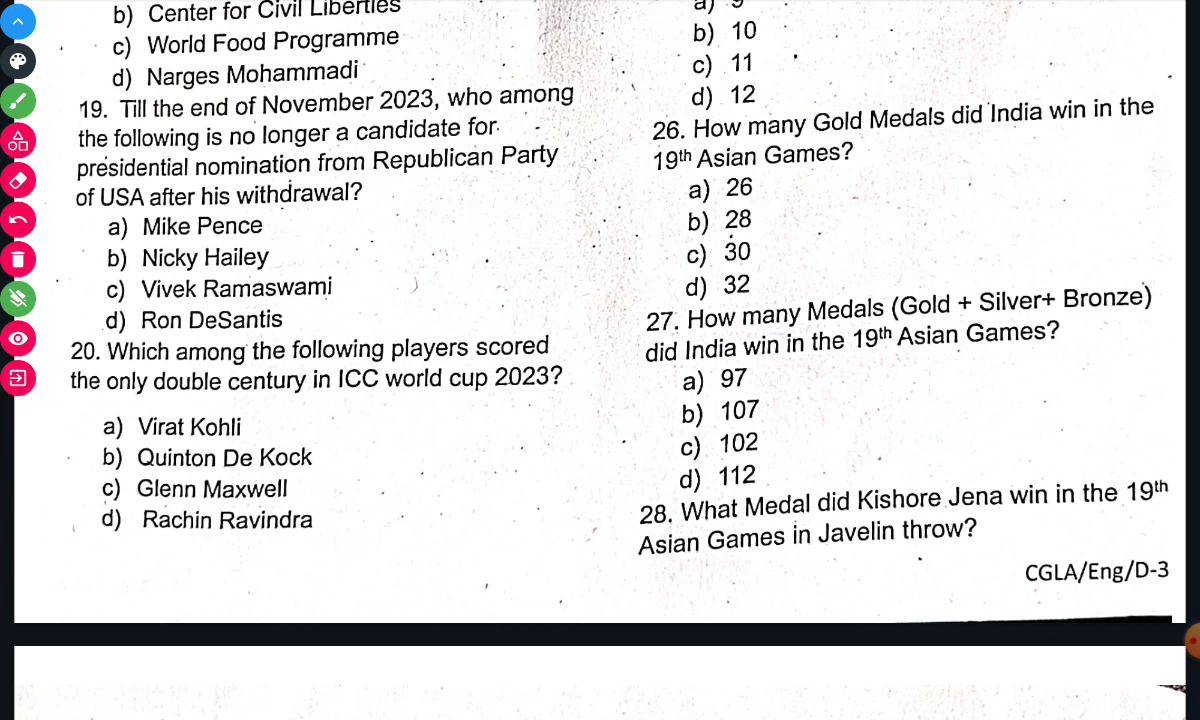 b) Center for Civil Liberties
c) World Food Programme
d) Narges Mohammadi
19. Till the end of November 2023, who among
the following is no longer a candidate for
presidential nomination from Republican Party
of USA after his withdrawal?
a) Mike Pence
b) Nicky Hailey
c) Vivek Ramaswami
d) Ron DeSantis
20. Which among the following players scored
the only double century in ICC world cup 2023?
a) Virat Kohli
b) Quinton De Kock
c) Glenn Maxwell
d) Rachin Ravindra
a) 9
b) 10
c) 11
d) 12
26. How many Gold Medals did India win in the
19th Asian Games?
a) 26
b) 28
c) 30
d) 32
27. How many Medals (Gold + Silver+ Bronze)
did India win in the 19th Asian Games?
a) 97
b) 107
c) 102
d) 112
28. What Medal did Kishore Jena win in the 19th
Asian Games in Javelin throw?
CGLA/Eng/D-3